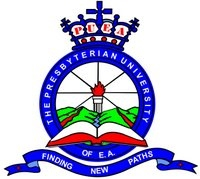 PUEA
THE PRESBYTERIAN UNIVERSITY
OF E.A.
FINDING NEW PATHS